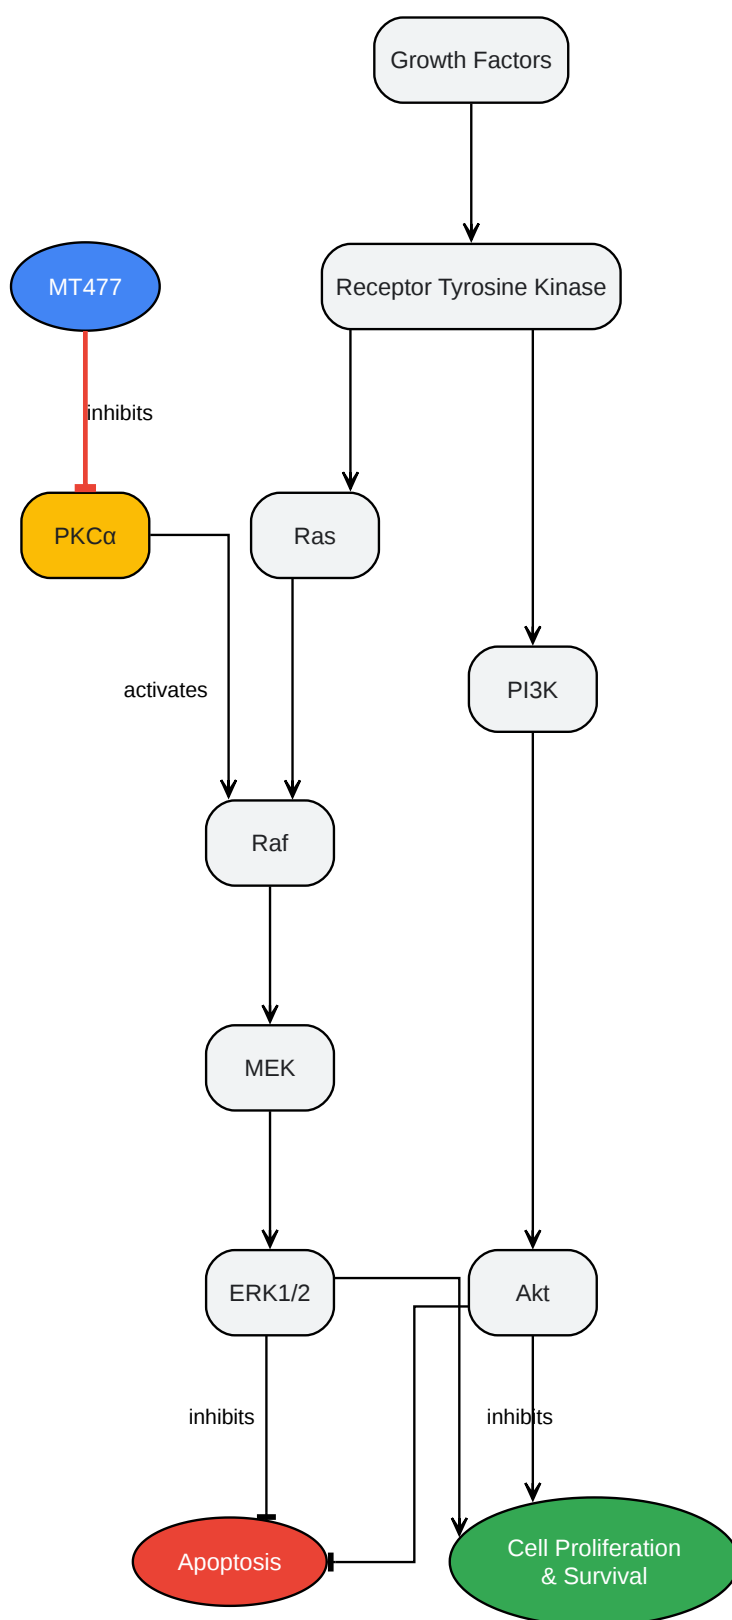 Growth Factors
MT477
Receptor Tyrosine Kinase
inhibits
PKCα
Ras
activates
PI3K
Raf
MEK
ERK1/2
Akt
inhibits
inhibits
Apoptosis
Cell Proliferation
& Survival